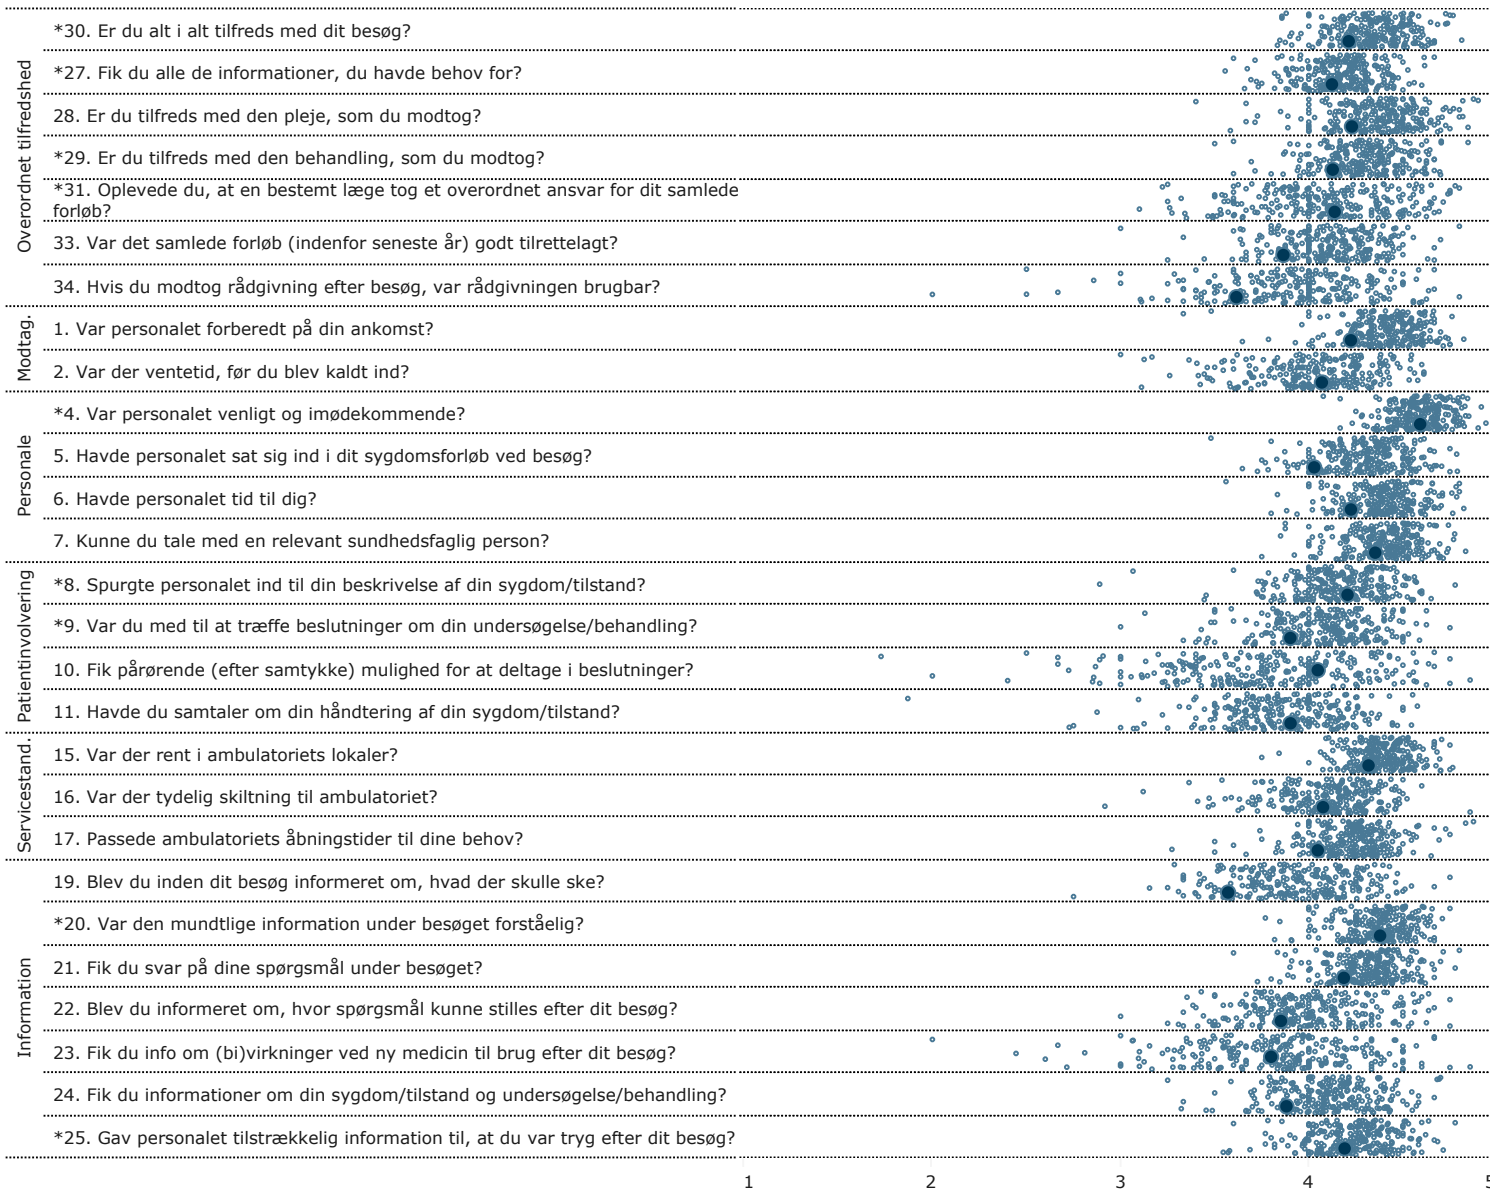 Overordnet tilfredshed
*30. Er du alt i alt tilfreds med dit besøg?
*27. Fik du alle de informationer, du havde behov for?
28. Er du tilfreds med den pleje, som du modtog?
*29. Er du tilfreds med den behandling, som du modtog?
*31. Oplevede du, at en bestemt læge tog et overordnet ansvar for dit samlede
forløb?
33. Var det samlede forløb (indenfor seneste år) godt tilrettelagt?
34. Hvis du modtog rådgivning efter besøg, var rådgivningen brugbar?
Modtag.
1. Var personalet forberedt på din ankomst?
2. Var der ventetid, før du blev kaldt ind?
Personale
*4. Var personalet venligt og imødekommende?
5. Havde personalet sat sig ind i dit sygdomsforløb ved besøg?
6. Havde personalet tid til dig?
7. Kunne du tale med en relevant sundhedsfaglig person?
Patientinvolvering
*8. Spurgte personalet ind til din beskrivelse af din sygdom/tilstand?
*9. Var du med til at træffe beslutninger om din undersøgelse/behandling?
10. Fik pårørende (efter samtykke) mulighed for at deltage i beslutninger?
11. Havde du samtaler om din håndtering af din sygdom/tilstand?
Servicestand.
15. Var der rent i ambulatoriets lokaler?
16. Var der tydelig skiltning til ambulatoriet?
17. Passede ambulatoriets åbningstider til dine behov?
Information
19. Blev du inden dit besøg informeret om, hvad der skulle ske?
*20. Var den mundtlige information under besøget forståelig?
21. Fik du svar på dine spørgsmål under besøget?
22. Blev du informeret om, hvor spørgsmål kunne stilles efter dit besøg?
23. Fik du info om (bi)virkninger ved ny medicin til brug efter dit besøg?
24. Fik du informationer om din sygdom/tilstand og undersøgelse/behandling?
*25. Gav personalet tilstrækkelig information til, at du var tryg efter dit besøg?
1 2 3 4 5